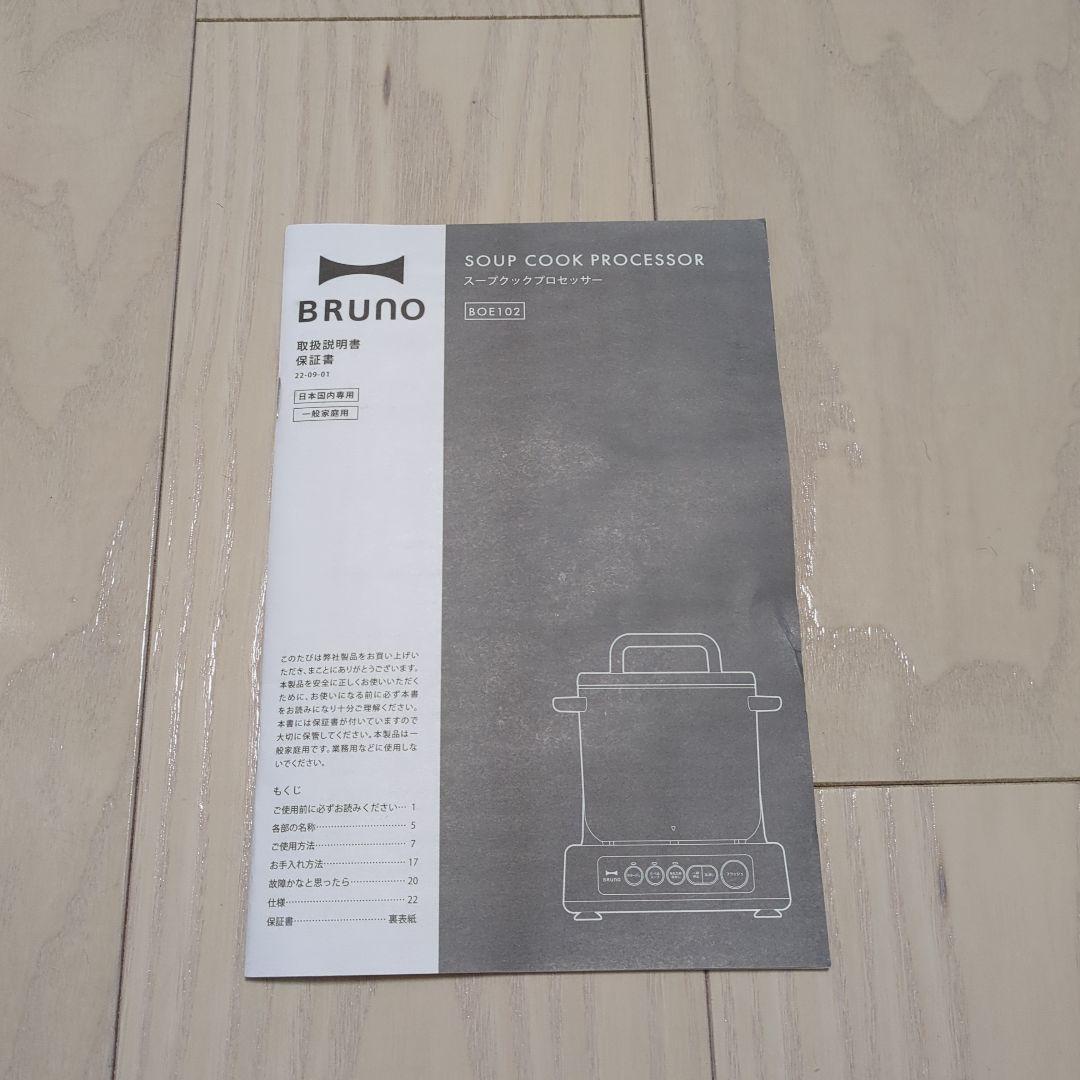 BRUNO
取扱説明書
保証書
22-09-01
日本国内専用
一般家庭用
SOUP COOK PROCESSOR
スープクックプロセッサー
BOE102
このたびは弊社製品をお買い上げい
ただき、まことにありがとうございます。
本製品を安全に正しくお使いいただく
ために、お使いになる前に必ず本書
をお読みになり十分ご理解ください。
本書には保証書が付いていますので
大切に保管してください。本製品は一
般家庭用です。業務用などに使用しな
いでください。
もくじ
ご使用前に必ずお読みください… 1
各部の名称………………………… 5
ご使用方法………………………… 7
お手入れ方法……………………… 17
故障かなと思ったら……………… 20
仕様………………………………… 22
保証書………………………… 裏表紙
BRUNO
フラッシュ